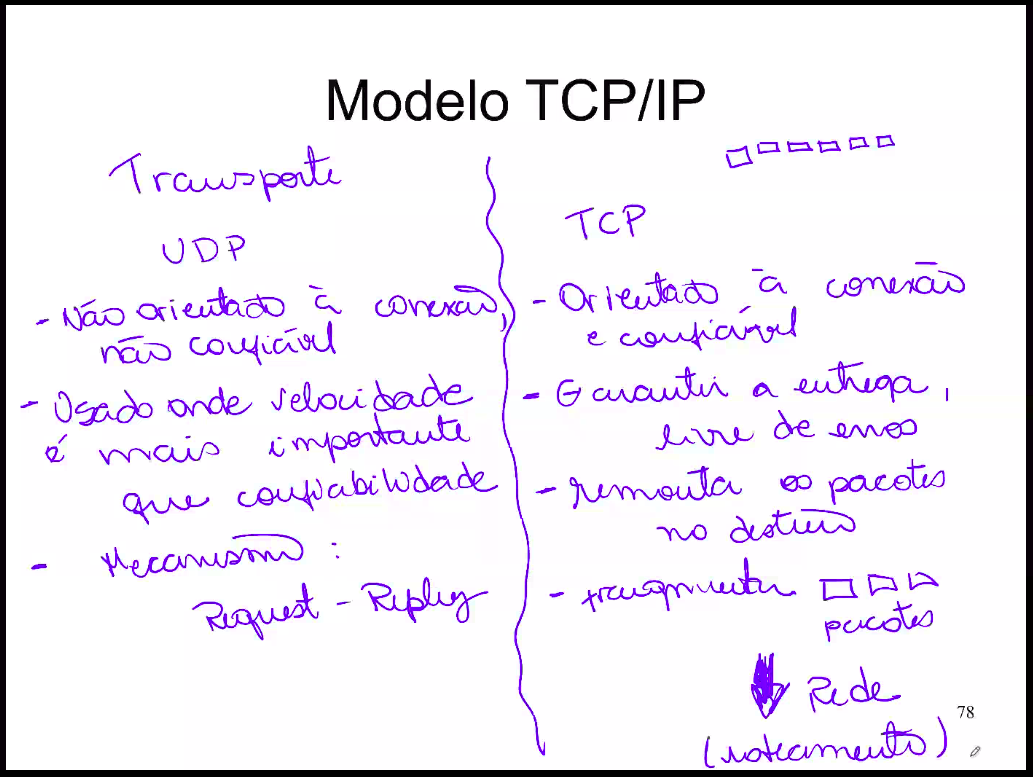 Modelo TCP/IP
Transporte
UDP
- Não orientado à conexão,
não confiável
- Usado onde velocidade
é mais importante
que confiabilidade
- Mecanismo:
Request - Reply
TCP
- Orientado à conexão
e confiável
- Garantir a entrega,
livre de erros
- remonta os pacotes
no destino
- fragmentar
pacotes
Rede
(roteamento)
78